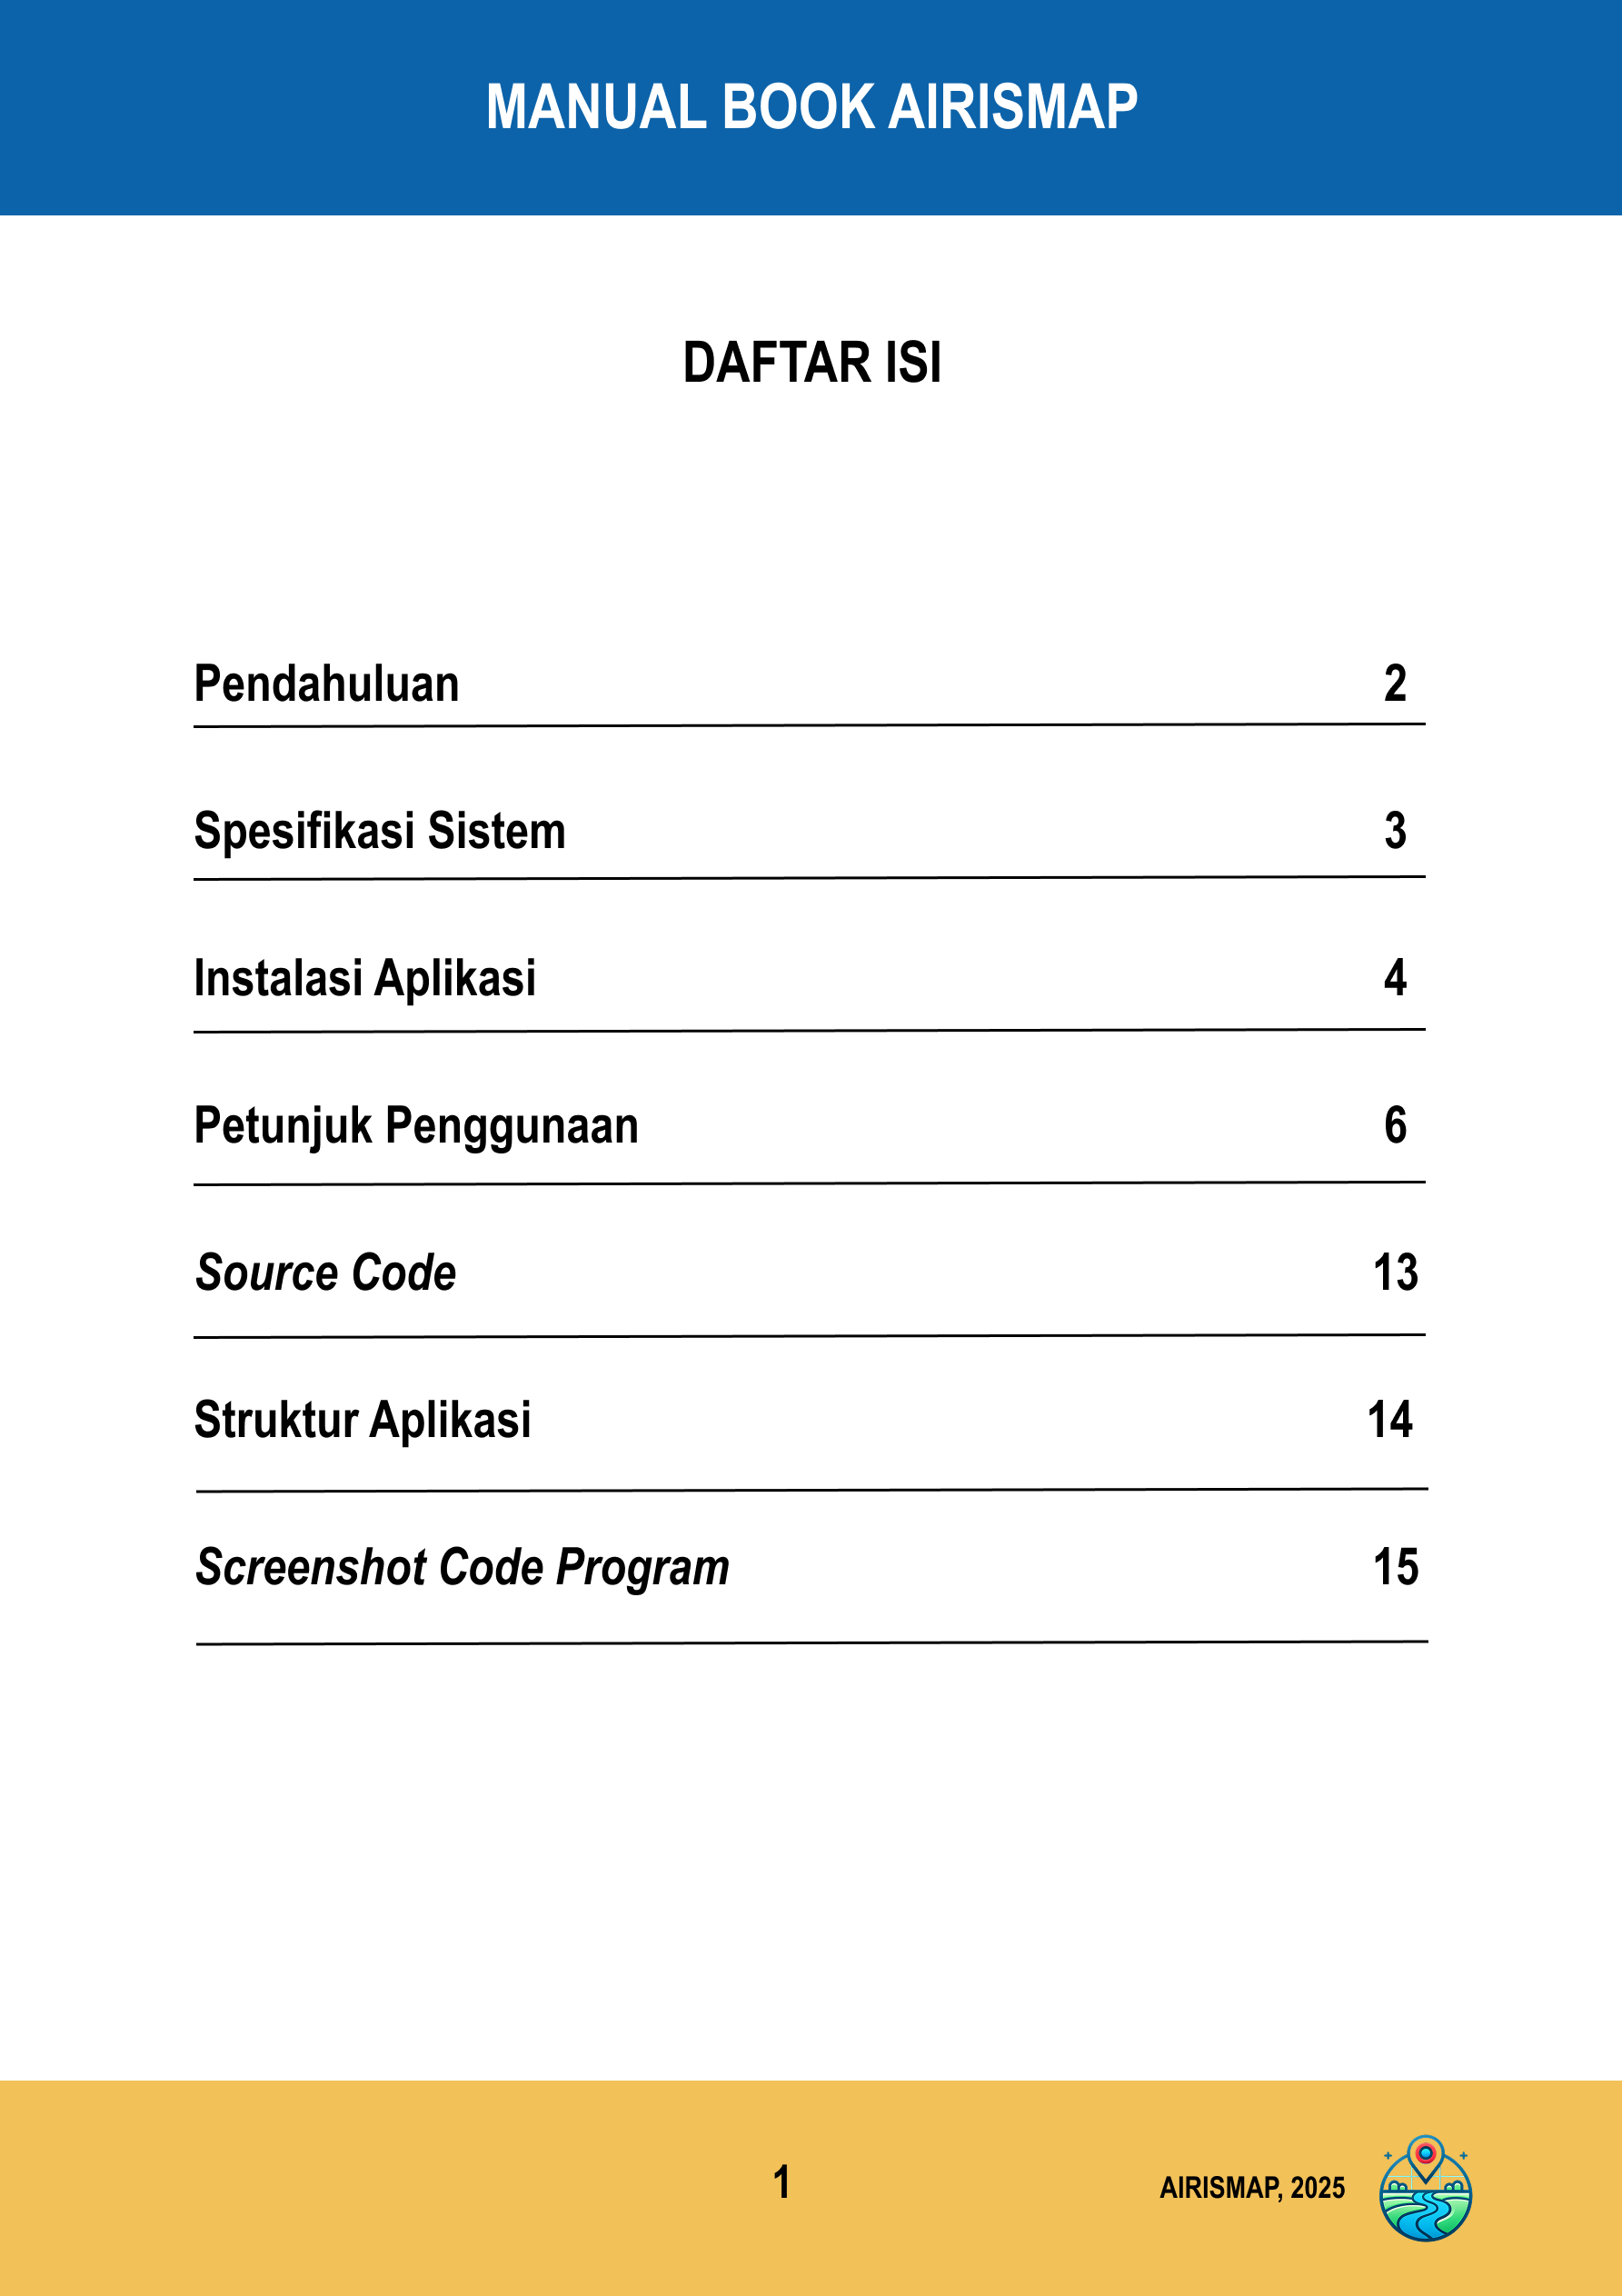 MANUAL BOOK AIRISMAP
DAFTAR ISI
Pendahuluan 2
Spesifikasi Sistem 3
Instalasi Aplikasi 4
Petunjuk Penggunaan 6
Source Code 13
Struktur Aplikasi 14
Screenshot Code Program 15
1
AIRISMAP, 2025